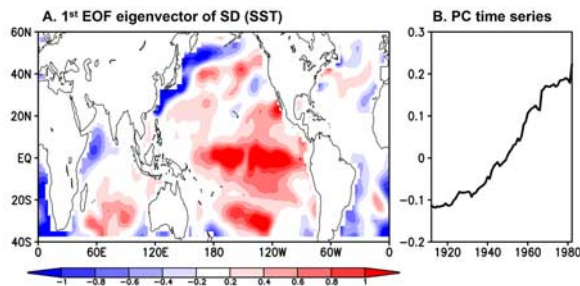 A. 1st EOF eigenvector of SD (SST)
B. PC time series
60N
40N
20N
EQ
20S
40S
0
60E
120E
180
120W
60W
0
-1 -0.8 -0.6 -0.4 -0.2 0.2 0.4 0.6 0.8 1
0.3
0.2
0.1
0
-0.1
-0.2
1920 1940 1960 1980